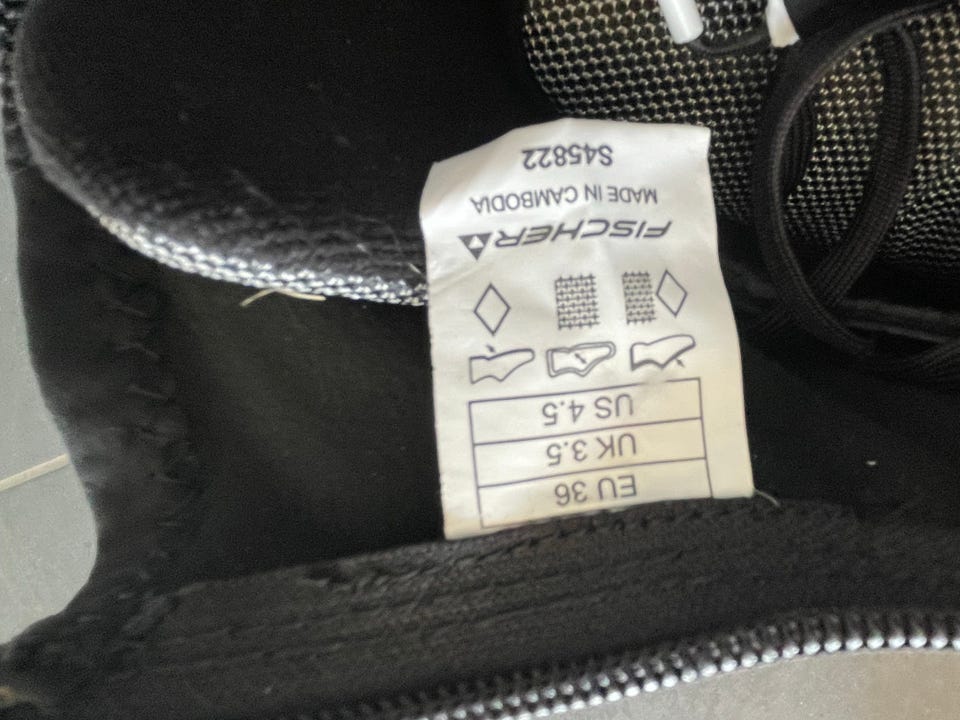 EU 36
UK 3.5
US 4.5
FISCHER
MADE IN CAMBODIA
S45822